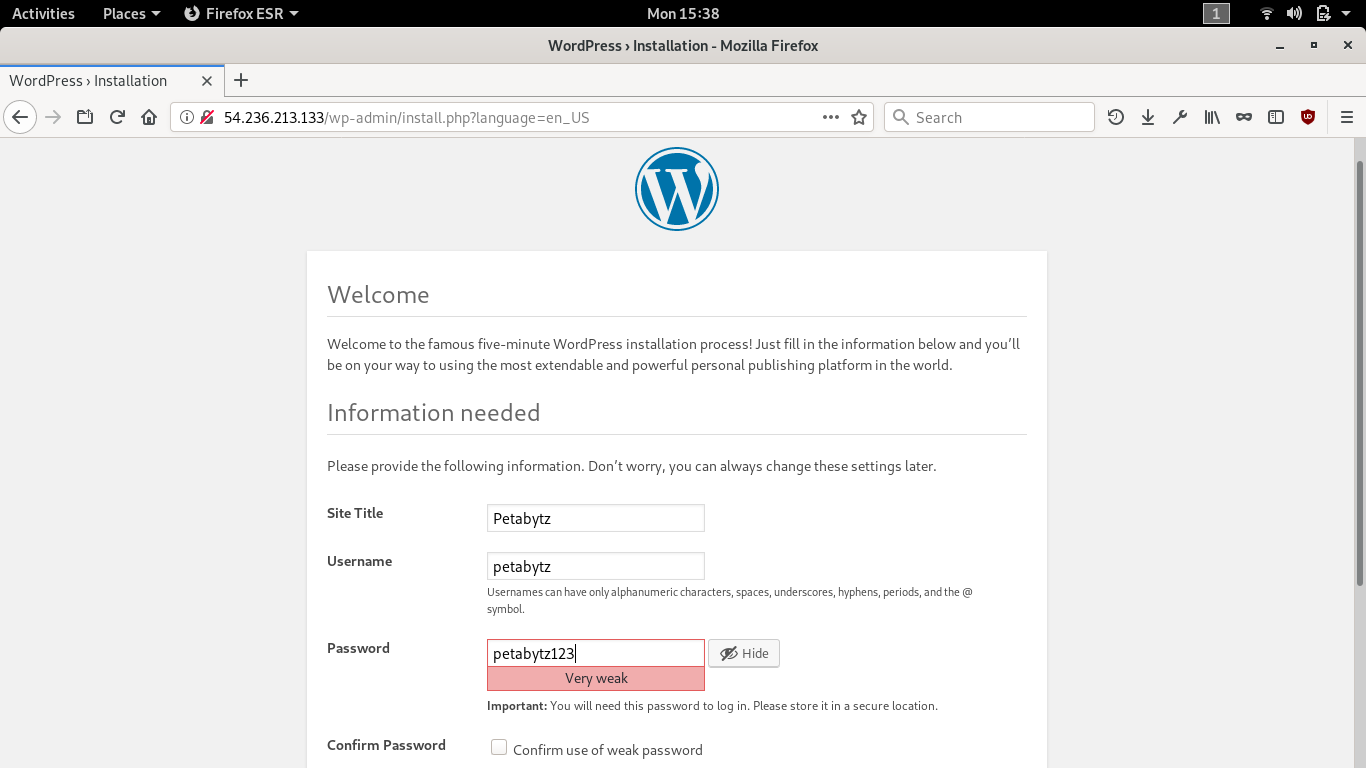 Activities Places Firefox ESR Mon 15:38 1
WordPress › Installation - Mozilla Firefox
WordPress › Installation
54.236.213.133/wp-admin/install.php?language=en_US Search
W
Welcome
Welcome to the famous five-minute WordPress installation process! Just fill in the information below and you’ll
be on your way to using the most extendable and powerful personal publishing platform in the world.
Information needed
Please provide the following information. Don’t worry, you can always change these settings later.
Site Title Petabytz
Username petabytz
Usernames can have only alphanumeric characters, spaces, underscores, hyphens, periods, and the @
symbol.
Password petabytz123 Hide
Very weak
Important: You will need this password to log in. Please store it in a secure location.
Confirm Password Confirm use of weak password